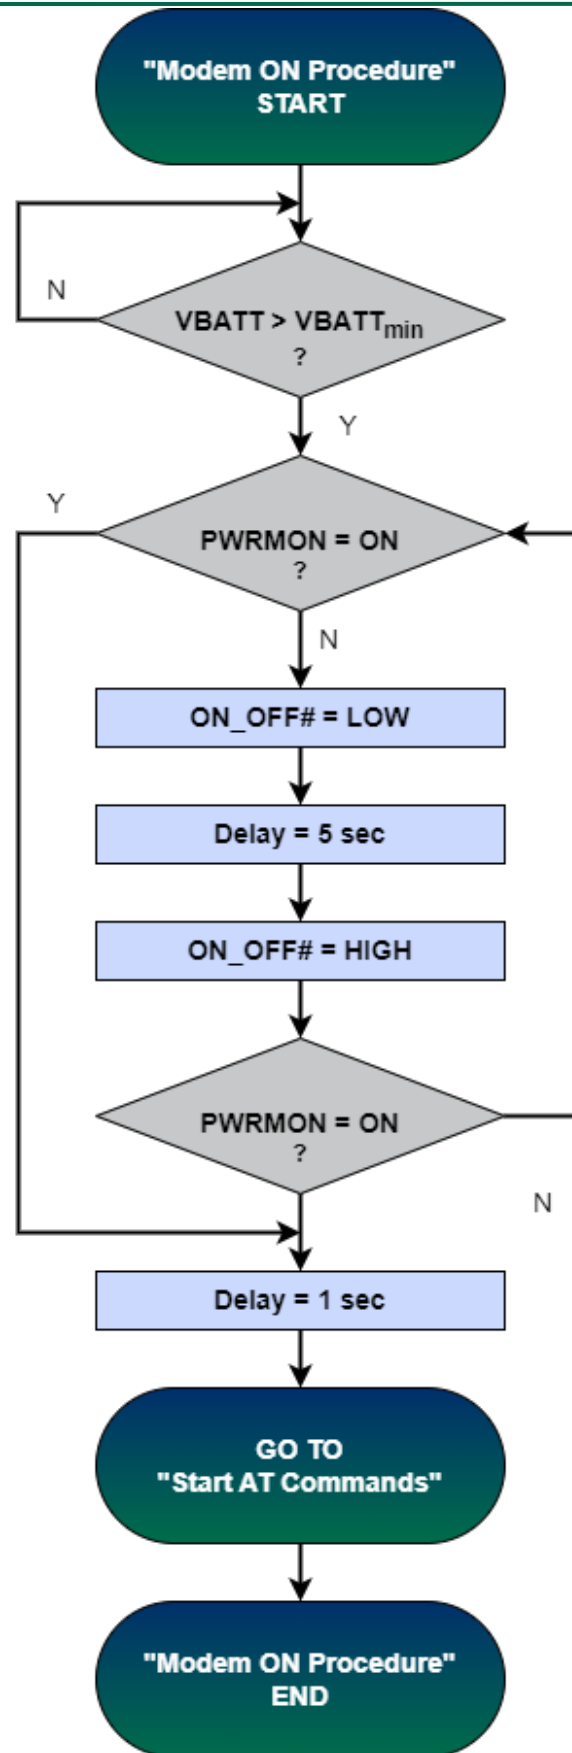 "Modem ON Procedure"
START
N
VBATT > VBATTmin
?
Y
Y
PWRMON = ON
?
N
ON_OFF# = LOW
Delay = 5 sec
ON_OFF# = HIGH
PWRMON = ON
?
N
Delay = 1 sec
GO TO
"Start AT Commands"
"Modem ON Procedure"
END